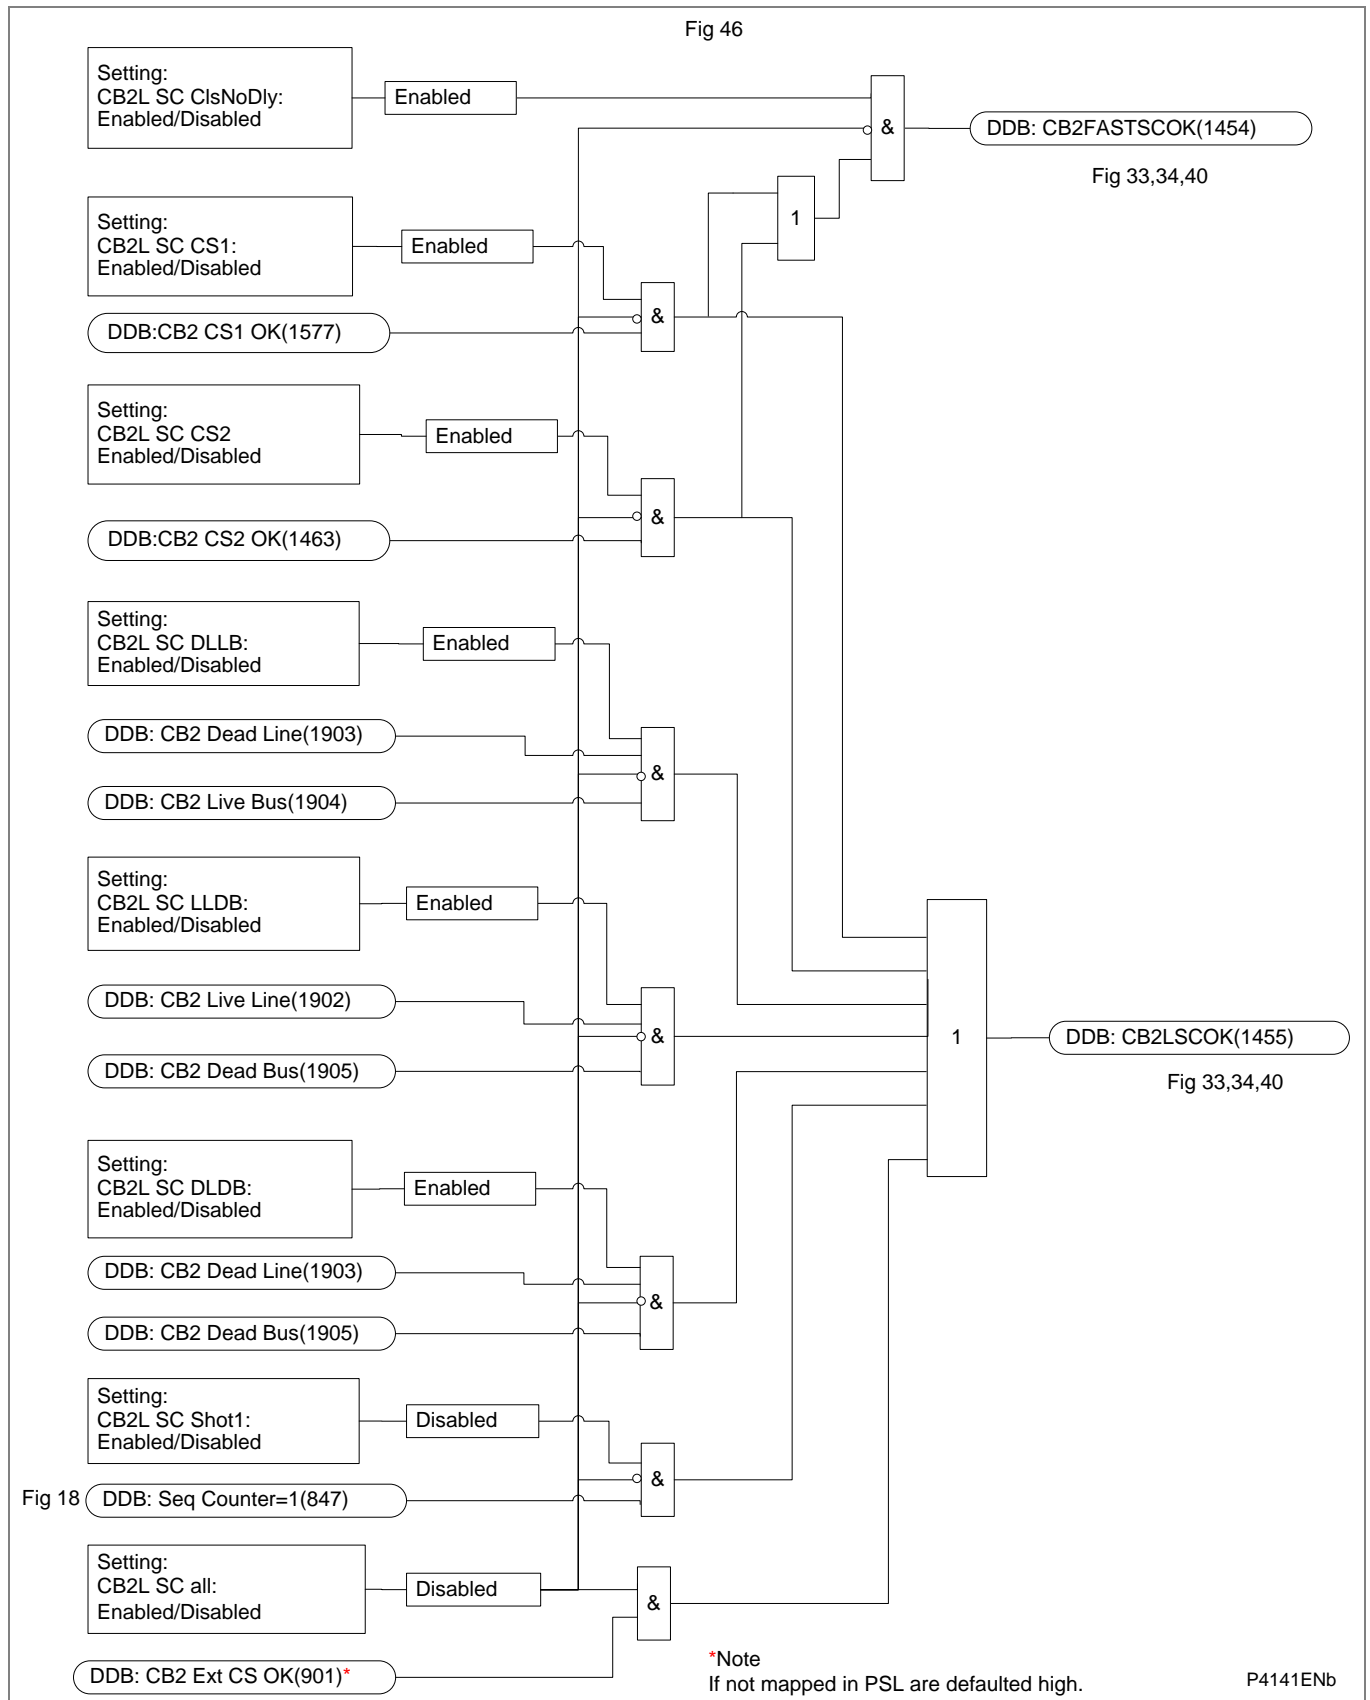 Fig 46
Setting:
CB2L SC ClsNoDly:
Enabled/Disabled
Enabled
&
DDB: CB2FASTSCOK(1454)
Fig 33,34,40
Setting:
CB2L SC CS1:
Enabled/Disabled
Enabled
1
DDB:CB2 CS1 OK(1577)
&
Setting:
CB2L SC CS2
Enabled/Disabled
Enabled
&
DDB:CB2 CS2 OK(1463)
Setting:
CB2L SC DLLB:
Enabled/Disabled
Enabled
DDB: CB2 Dead Line(1903)
&
DDB: CB2 Live Bus(1904)
Setting:
CB2L SC LLDB:
Enabled/Disabled
Enabled
DDB: CB2 Live Line(1902)
&
DDB: CB2 Dead Bus(1905)
1
DDB: CB2LSCOK(1455)
Fig 33,34,40
Setting:
CB2L SC DLDB:
Enabled/Disabled
Enabled
DDB: CB2 Dead Line(1903)
&
DDB: CB2 Dead Bus(1905)
Setting:
CB2L SC Shot1:
Enabled/Disabled
Disabled
&
Fig 18
DDB: Seq Counter=1(847)
Setting:
CB2L SC all:
Enabled/Disabled
Disabled
&
DDB: CB2 Ext CS OK(901)*
*Note
If not mapped in PSL are defaulted high.
P4141ENb